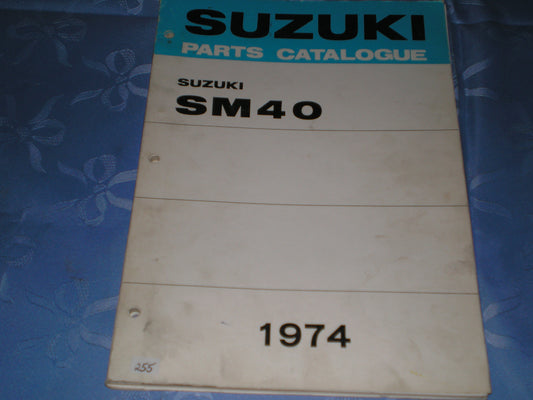 SUZUKI
PARTS CATALOGUE
SUZUKI
SM40
1974
255